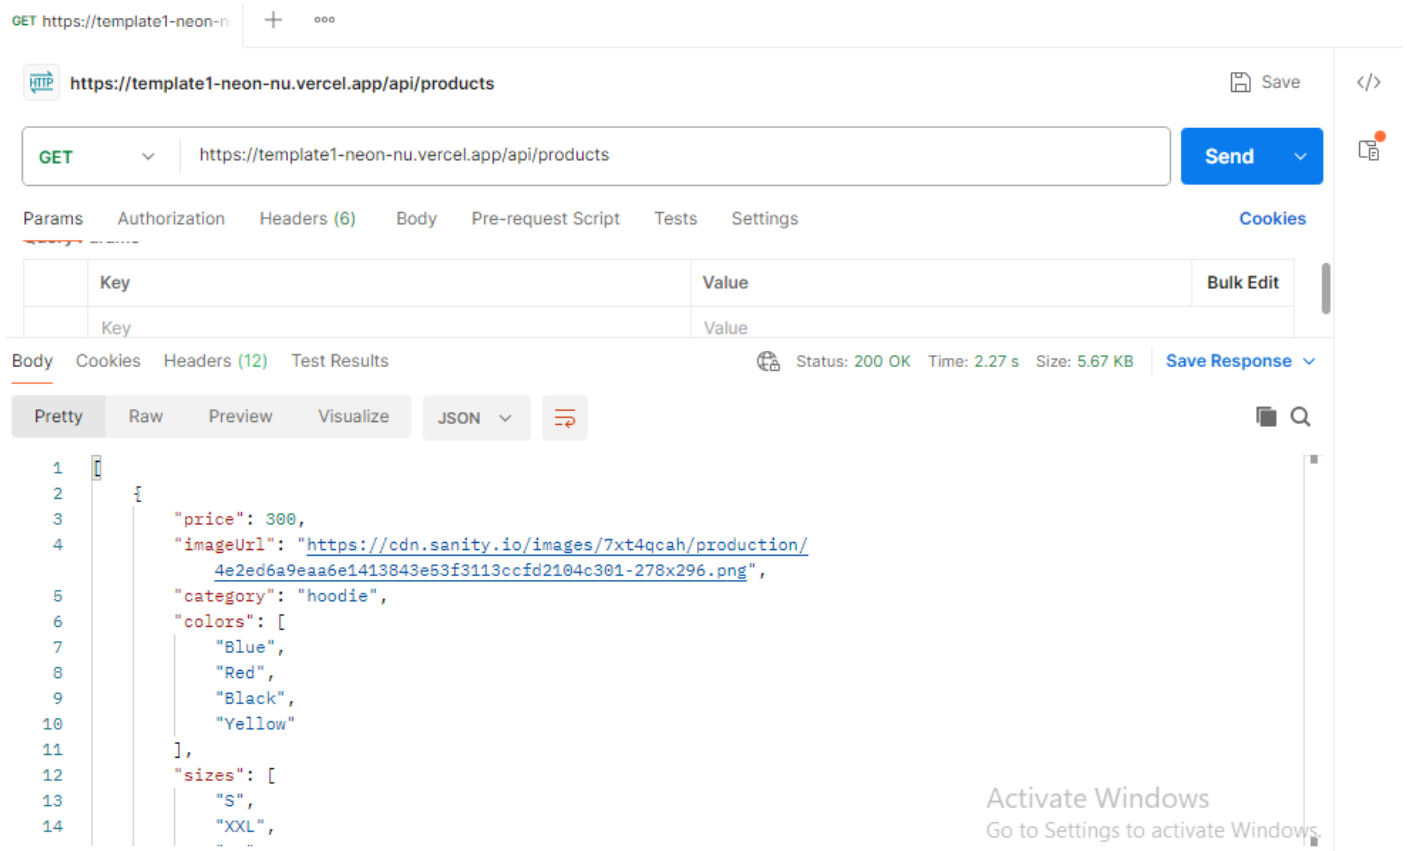 GET https://template1-neon-n
HTTP https://template1-neon-nu.vercel.app/api/products
Save
GET https://template1-neon-nu.vercel.app/api/products
Send
Params Authorization Headers (6) Body Pre-request Script Tests Settings Cookies
Query Params
Key Value Bulk Edit
Key Value
Body Cookies Headers (12) Test Results Status: 200 OK Time: 2.27 s Size: 5.67 KB Save Response
Pretty Raw Preview Visualize JSON
1 [
2 {
3 "price": 300,
4 "imageUrl": "https://cdn.sanity.io/images/7xt4qcah/production/
4e2ed6a9eaa6e1413843e53f3113ccfd2104c301-278x296.png",
5 "category": "hoodie",
6 "colors": [
7 "Blue",
8 "Red",
9 "Black",
10 "Yellow"
11 ],
12 "sizes": [
13 "S",
14 "XXL",
Activate Windows
Go to Settings to activate Windows.